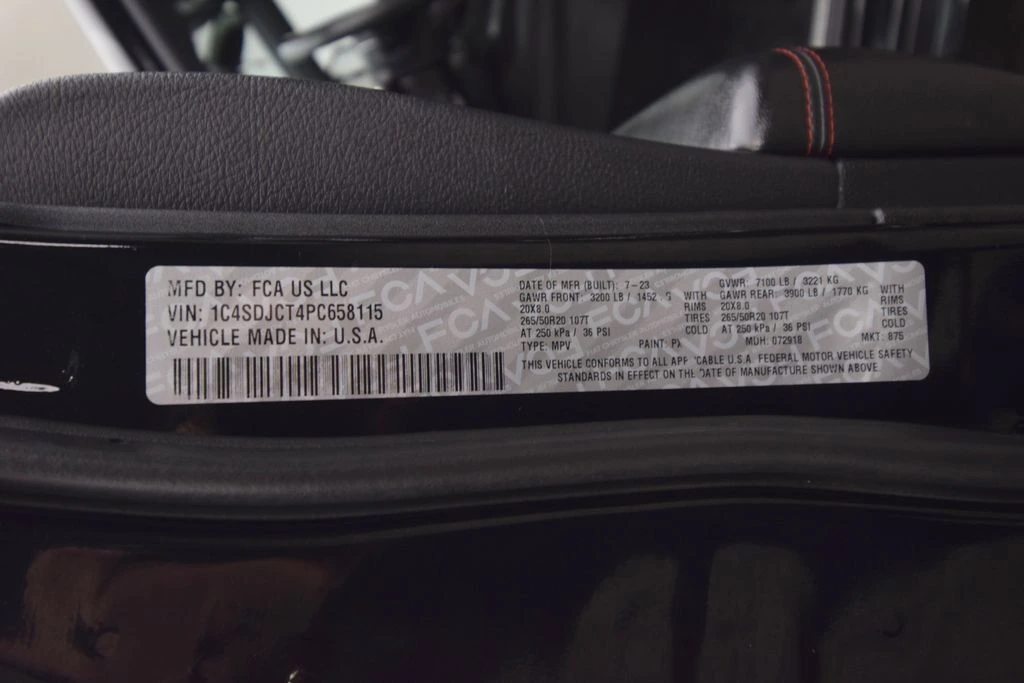 MFD BY: FCA US LLC
VIN: 1C4SDJCT4PC658115
VEHICLE MADE IN: U.S.A.
DATE OF MFR (BUILT): 7-23 GVWR: 7100 LB / 3221 KG
GAWR FRONT: 3200 LB / 1452 G WITH GAWR REAR: 3900 LB / 1770 KG WITH
20X8.0 RIMS 20X8.0 RIMS
265/50R20 107T TIRES 265/50R20 107T TIRES
AT 250 kPa / 36 PSI COLD AT 250 kPa / 36 PSI COLD
TYPE: MPV PAINT: PX MDH: 072918 MKT: 875
THIS VEHICLE CONFORMS TO ALL APP CABLE U.S.A. FEDERAL MOTOR VEHICLE SAFETY
STANDARDS IN EFFECT ON THE DATE OF MANUFACTURE SHOWN ABOVE.